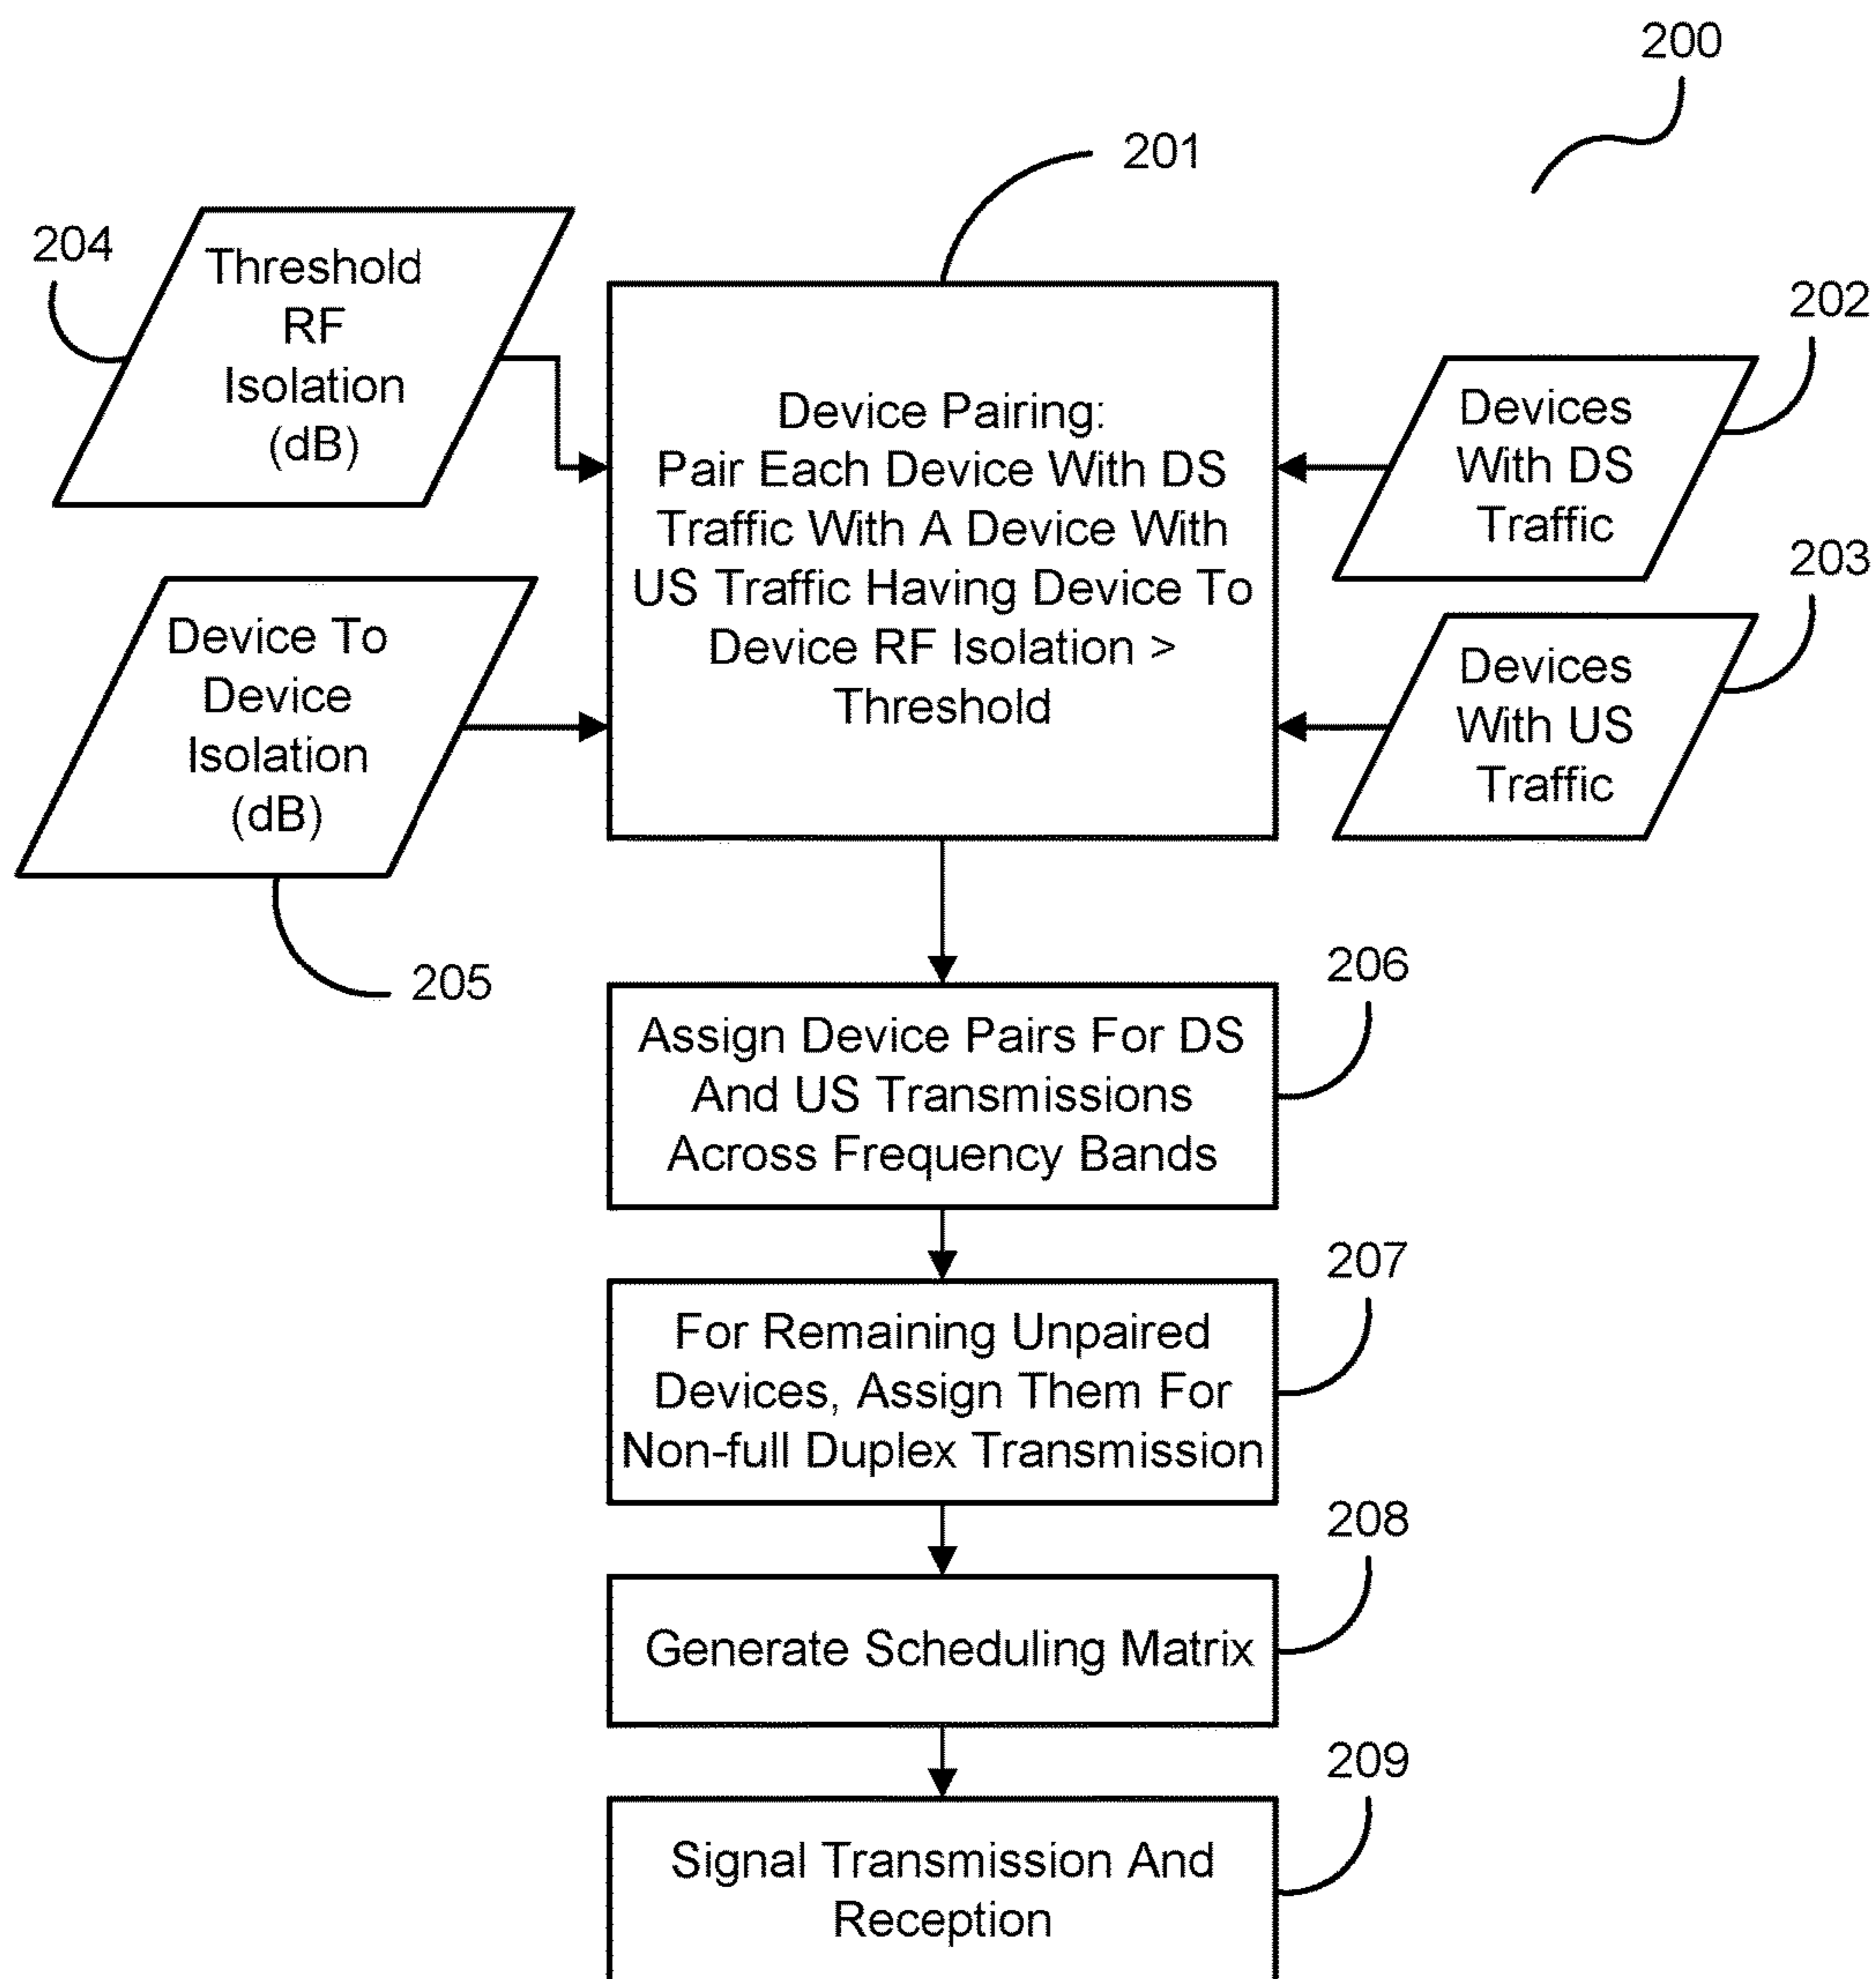 200
201
204
Threshold
RF
Isolation
(dB)
202
Devices
With DS
Traffic
Device Pairing:
Pair Each Device With DS
Traffic With A Device With
US Traffic Having Device To
Device RF Isolation >
Threshold
203
Devices
With US
Traffic
Device To
Device
Isolation
(dB)
205
206
Assign Device Pairs For DS
And US Transmissions
Across Frequency Bands
207
For Remaining Unpaired
Devices, Assign Them For
Non-full Duplex Transmission
208
Generate Scheduling Matrix
209
Signal Transmission And
Reception